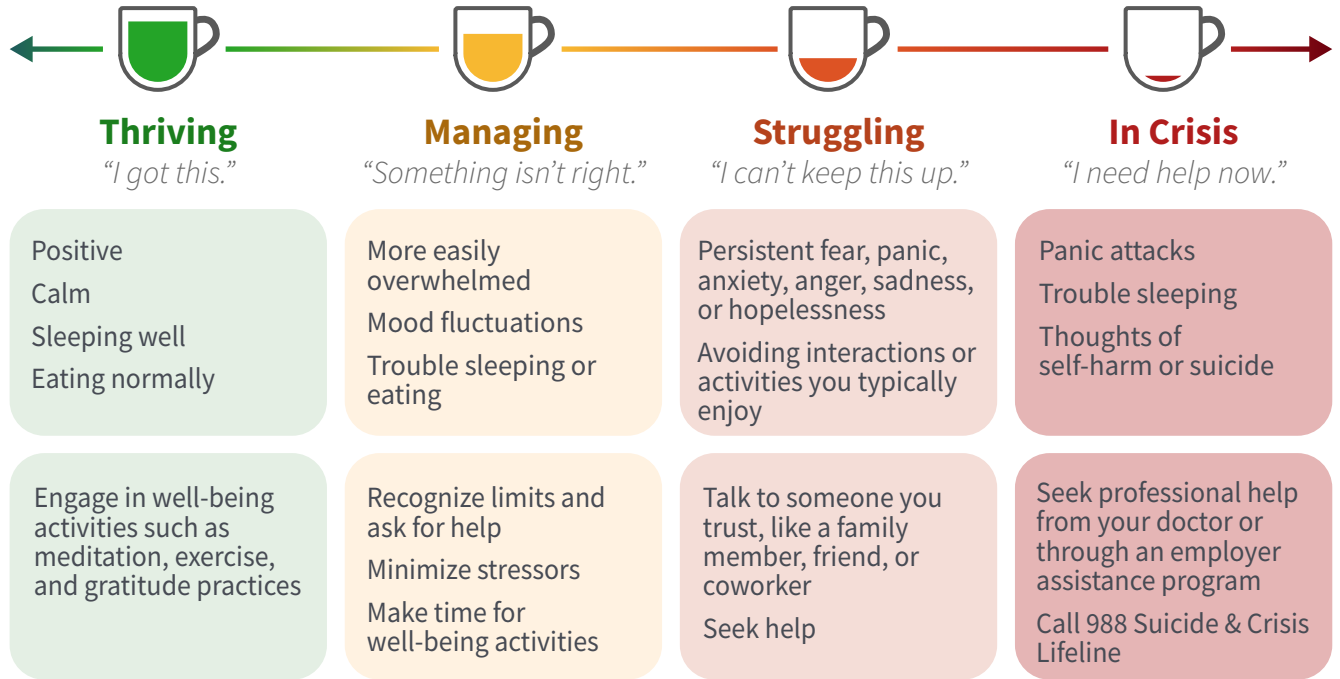 Thriving
“I got this.”
Positive
Calm
Sleeping well
Eating normally
Engage in well-being
activities such as
meditation, exercise,
and gratitude practices
Managing
“Something isn’t right.”
More easily
overwhelmed
Mood fluctuations
Trouble sleeping or
eating
Recognize limits and
ask for help
Minimize stressors
Make time for
well-being activities
Struggling
“I can’t keep this up.”
Persistent fear, panic,
anxiety, anger, sadness,
or hopelessness
Avoiding interactions or
activities you typically
enjoy
Talk to someone you
trust, like a family
member, friend, or
coworker
Seek help
In Crisis
“I need help now.”
Panic attacks
Trouble sleeping
Thoughts of
self-harm or suicide
Seek professional help
from your doctor or
through an employer
assistance program
Call 988 Suicide & Crisis
Lifeline